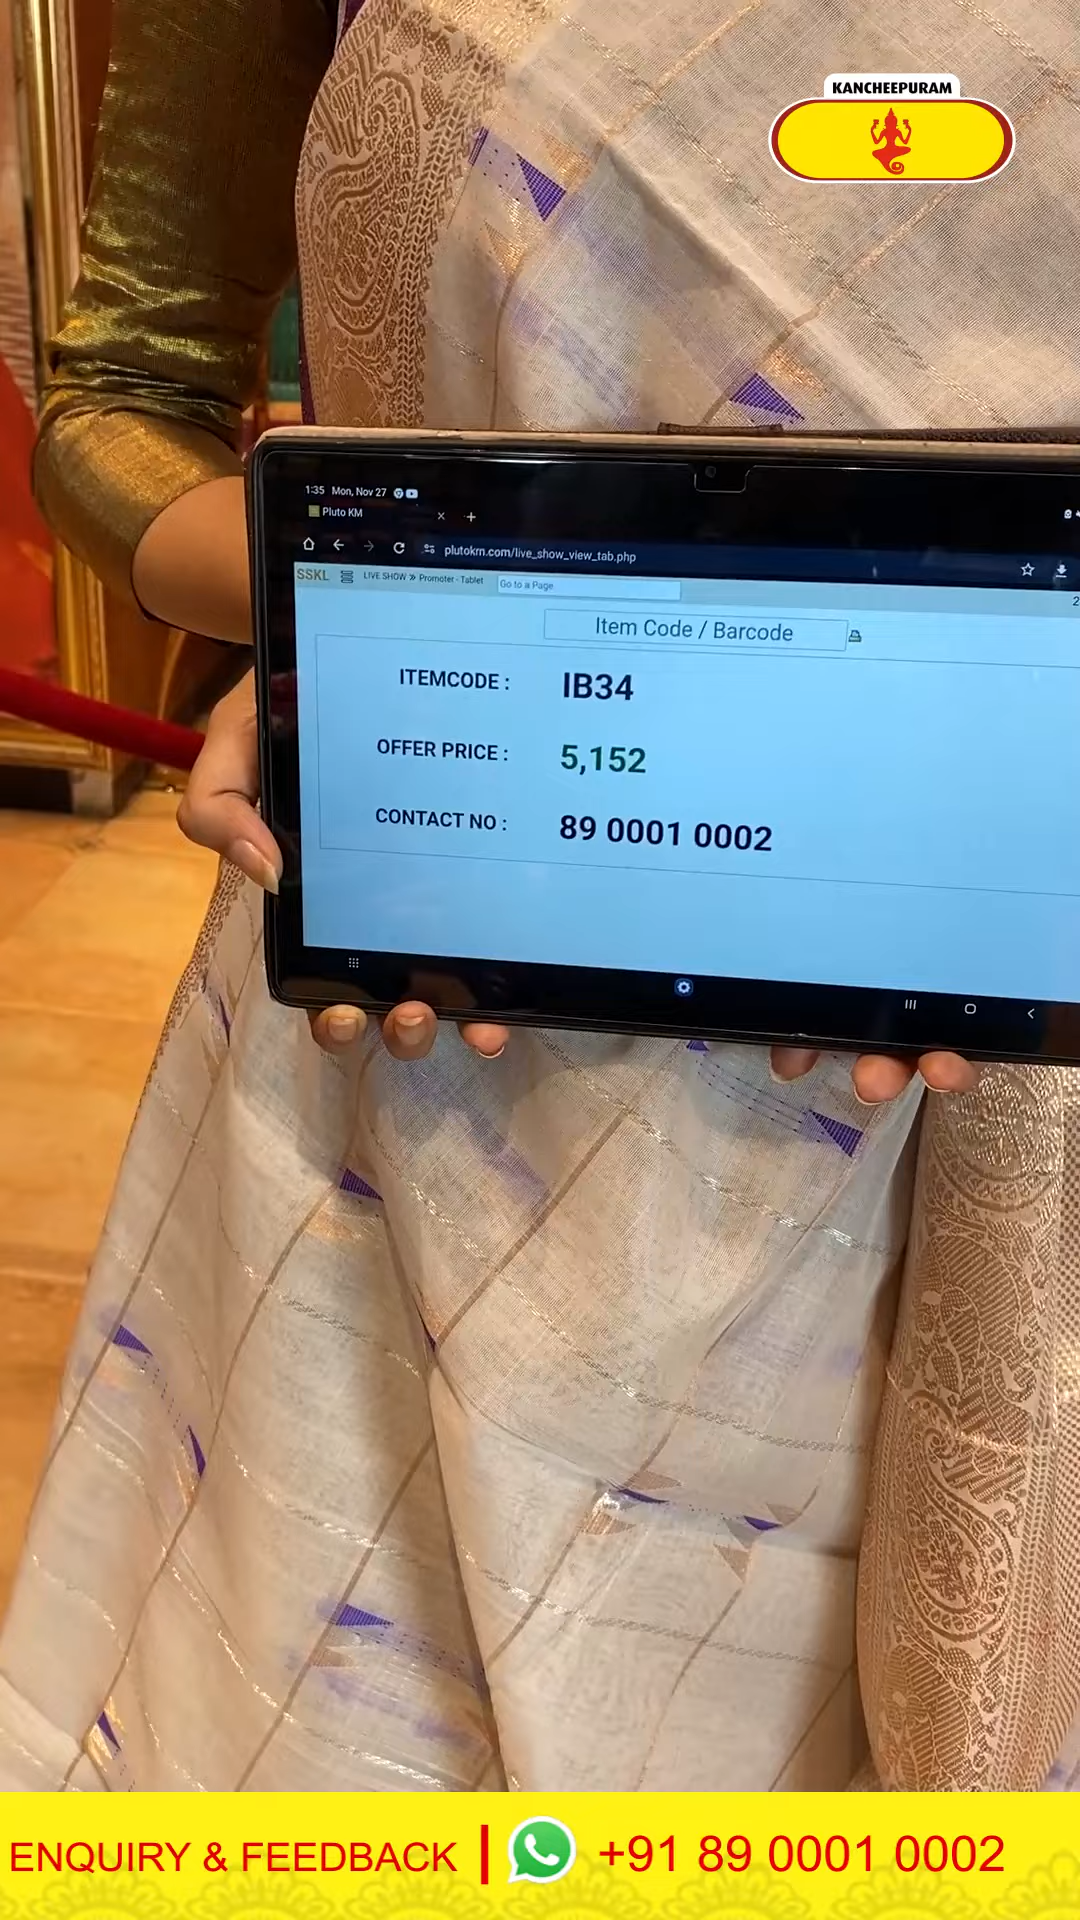 KANCHEEPURAM
1:35 Mon, Nov 27
Pluto KM
plutokm.com/live_show_view_tab.php
SSKL LIVE SHOW » Promoter - Tablet Go to a Page
2
Item Code / Barcode
ITEMCODE : IB34
OFFER PRICE : 5,152
CONTACT NO : 89 0001 0002
ENQUIRY & FEEDBACK | +91 89 0001 0002